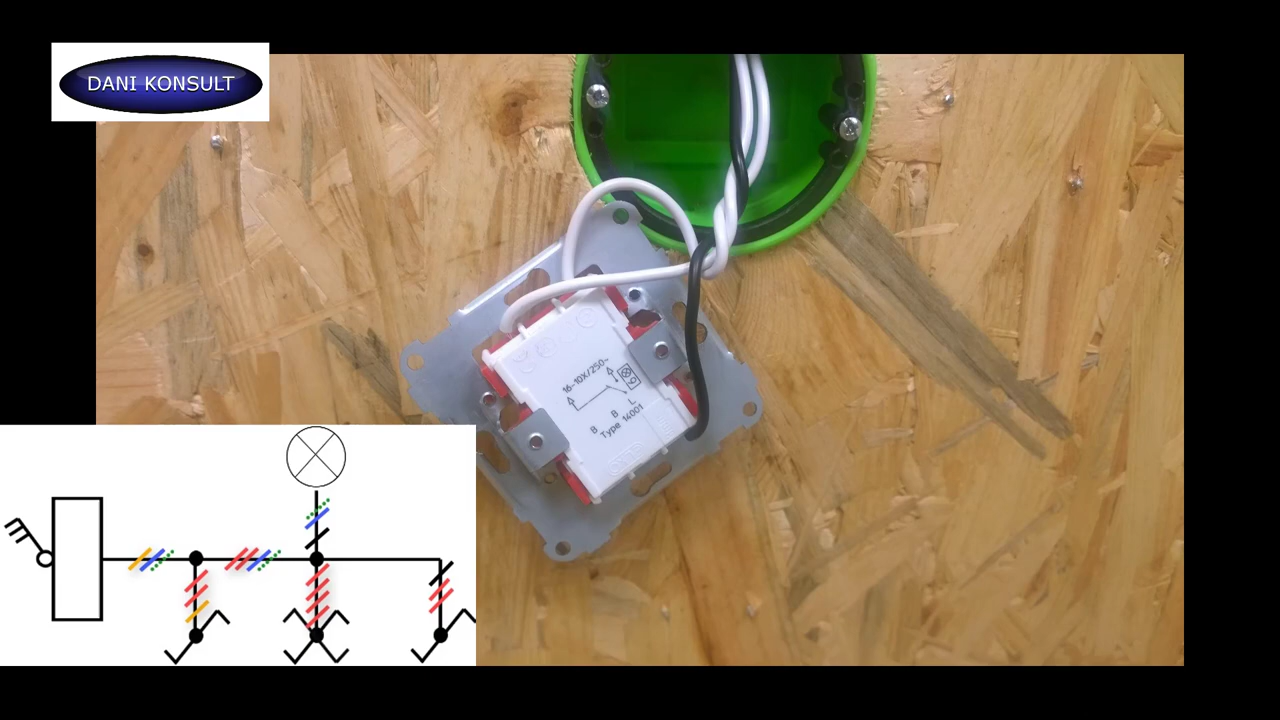 DANI KONSULT
16~10X/250~
B
B
L
Type 14001